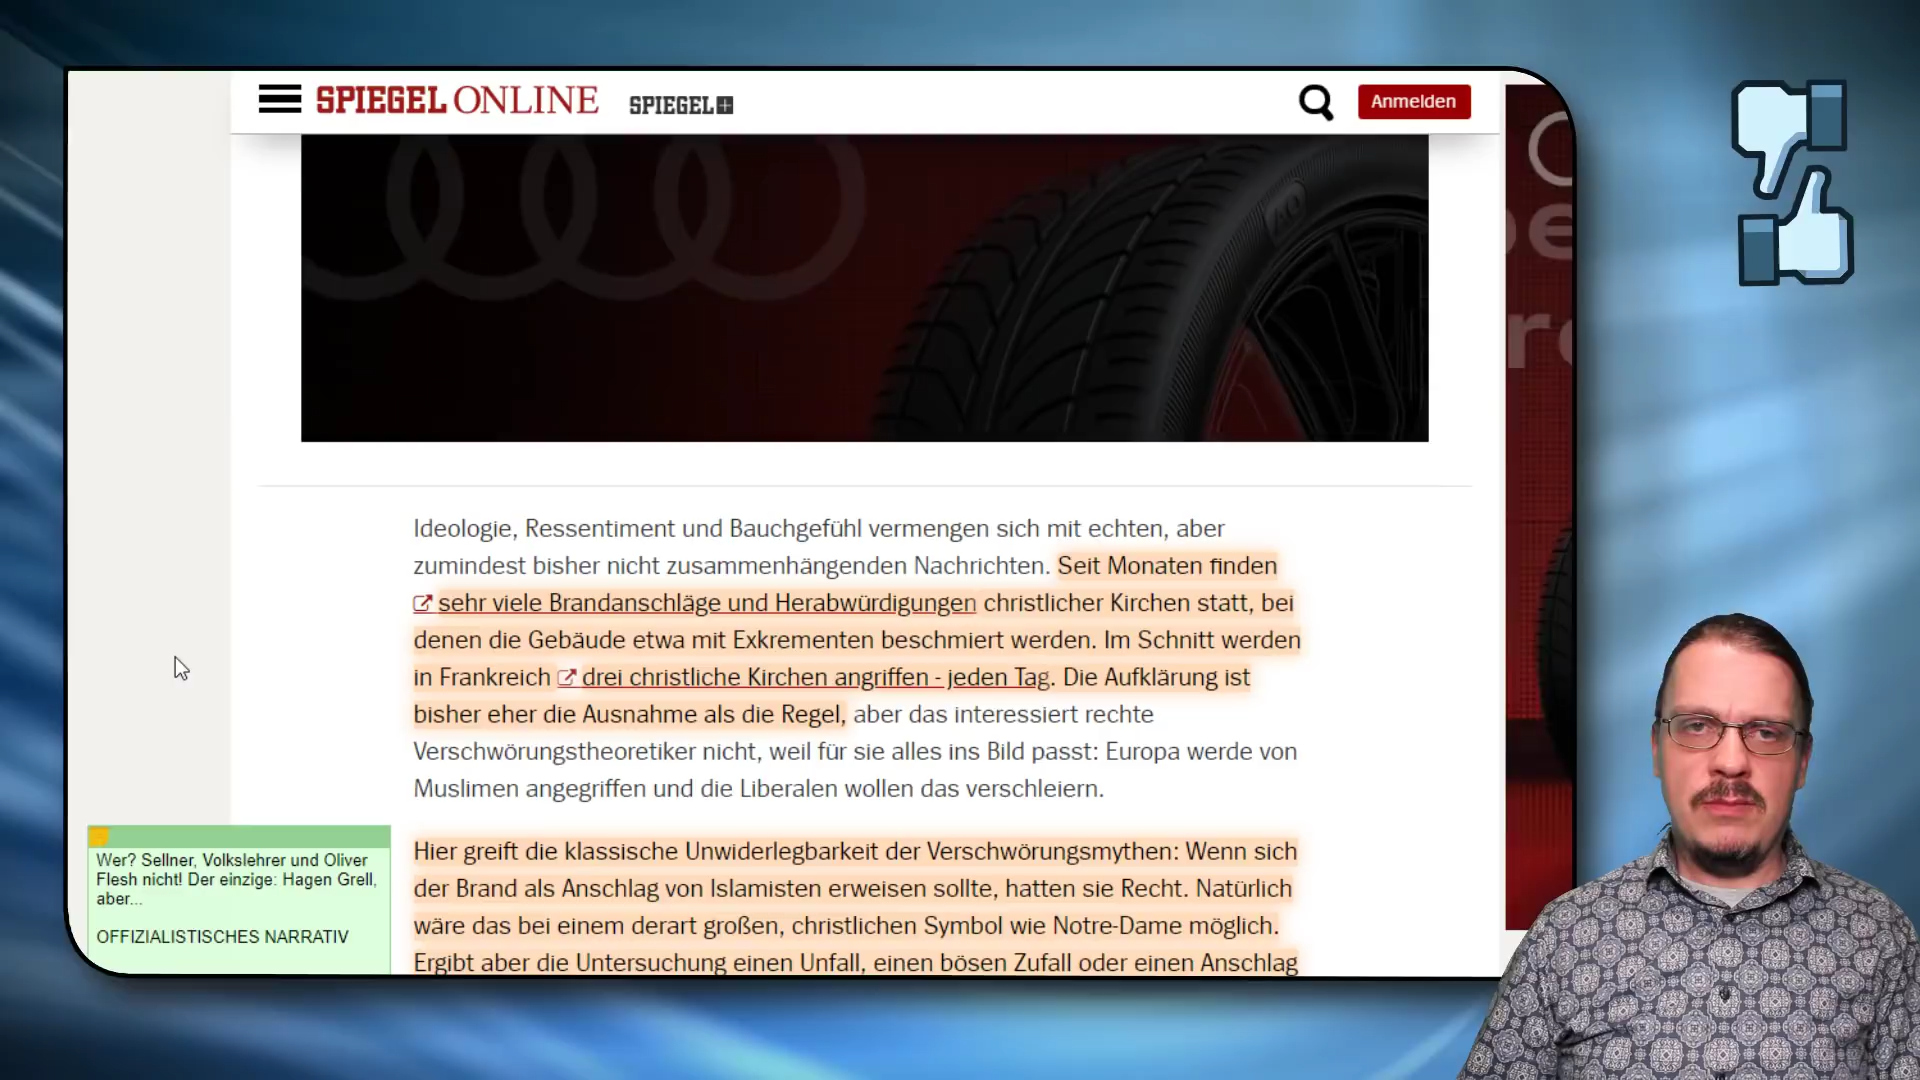 SPIEGEL ONLINE SPIEGEL+
Anmelden
Ideologie, Ressentiment und Bauchgefühl vermengen sich mit echten, aber
zumindest bisher nicht zusammenhängenden Nachrichten. Seit Monaten finden
sehr viele Brandanschläge und Herabwürdigungen christlicher Kirchen statt, bei
denen die Gebäude etwa mit Exkrementen beschmiert werden. Im Schnitt werden
in Frankreich drei christliche Kirchen angriffen - jeden Tag. Die Aufklärung ist
bisher eher die Ausnahme als die Regel, aber das interessiert rechte
Verschwörungstheoretiker nicht, weil für sie alles ins Bild passt: Europa werde von
Muslimen angegriffen und die Liberalen wollen das verschleiern.
Hier greift die klassische Unwiderlegbarkeit der Verschwörungsmythen: Wenn sich
der Brand als Anschlag von Islamisten erweisen sollte, hatten sie Recht. Natürlich
wäre das bei einem derart großen, christlichen Symbol wie Notre-Dame möglich.
Ergibt aber die Untersuchung einen Unfall, einen bösen Zufall oder einen Anschlag
Wer? Sellner, Volkslehrer und Oliver
Flesh nicht! Der einzige: Hagen Grell,
aber...
OFFIZIALISTISCHES NARRATIV